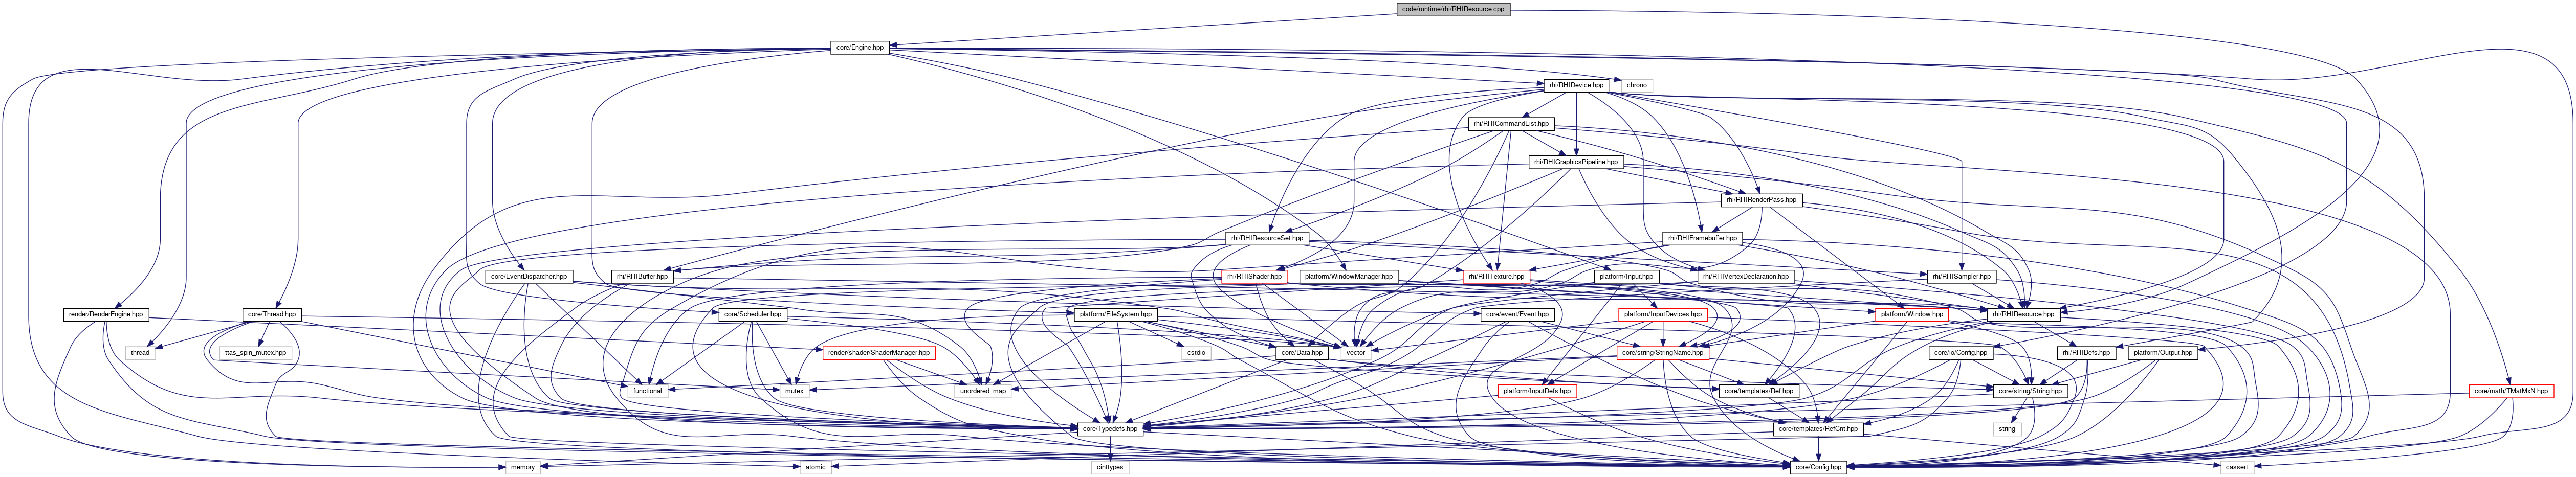 code/runtime/rhi/RHIResource.cpp
core/Engine.hpp
rhi/RHIDevice.hpp
chrono
rhi/RHICommandList.hpp
rhi/RHIGraphicsPipeline.hpp
rhi/RHIRenderPass.hpp
rhi/RHIResourceSet.hpp
rhi/RHIFramebuffer.hpp
core/EventDispatcher.hpp
rhi/RHIBuffer.hpp
rhi/RHIShader.hpp
platform/WindowManager.hpp
rhi/RHITexture.hpp
platform/Input.hpp
rhi/RHIVertexDeclaration.hpp
rhi/RHISampler.hpp
render/RenderEngine.hpp
core/Thread.hpp
core/Scheduler.hpp
platform/FileSystem.hpp
core/event/Event.hpp
platform/InputDevices.hpp
platform/Window.hpp
rhi/RHIResource.hpp
thread
ttas_spin_mutex.hpp
render/shader/ShaderManager.hpp
cstdio
core/Data.hpp
vector
core/string/StringName.hpp
core/io/Config.hpp
rhi/RHIDefs.hpp
platform/Output.hpp
functional
mutex
unordered_map
platform/InputDefs.hpp
core/templates/Ref.hpp
core/string/String.hpp
core/math/TMatMxN.hpp
core/Typedefs.hpp
core/templates/RefCnt.hpp
string
memory
atomic
cinttypes
core/Config.hpp
cassert